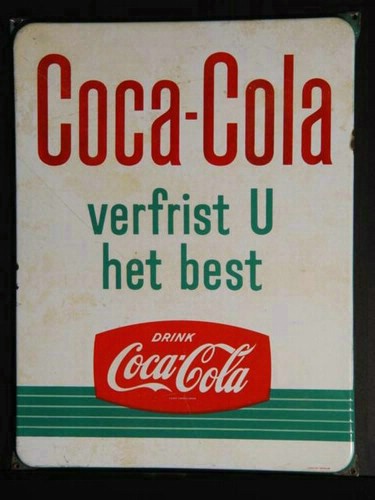 Coca-Cola
verfrist U
het best
DRINK
Coca-Cola